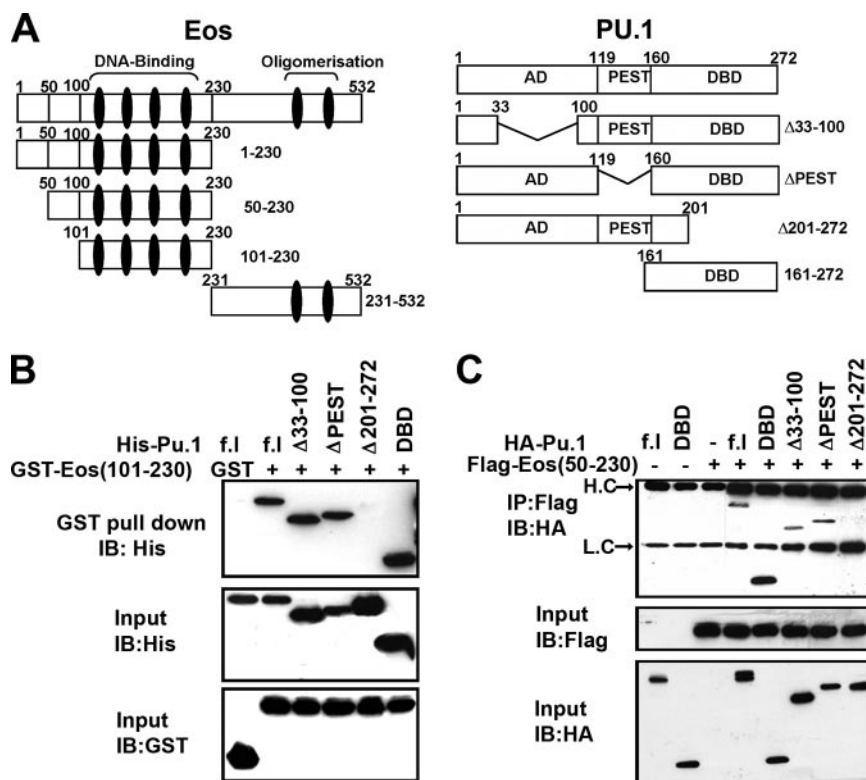 A
Eos
DNA-Binding
Oligomerisation
1 50 100 230 532
1 50 100 230
1-230
50 100 230
50-230
101 230
101-230
231 532
231-532
PU.1
1 119 160 272
AD PEST DBD
1 33 100
PEST DBD Δ33-100
1 119 160
AD DBD ΔPEST
1 201
AD PEST Δ201-272
161
DBD 161-272
B
His-Pu.1 f.l f.l Δ33-100 ΔPEST Δ201-272 DBD
GST-Eos(101-230) GST + + + + +
GST pull down
IB: His
Input
IB:His
Input
IB:GST
C
HA-Pu.1 f.l DBD - f.l DBD Δ33-100 ΔPEST Δ201-272
Flag-Eos(50-230) - - + + + + + +
H.C→
IP:Flag
IB:HA
L.C→
Input
IB:Flag
Input
IB:HA